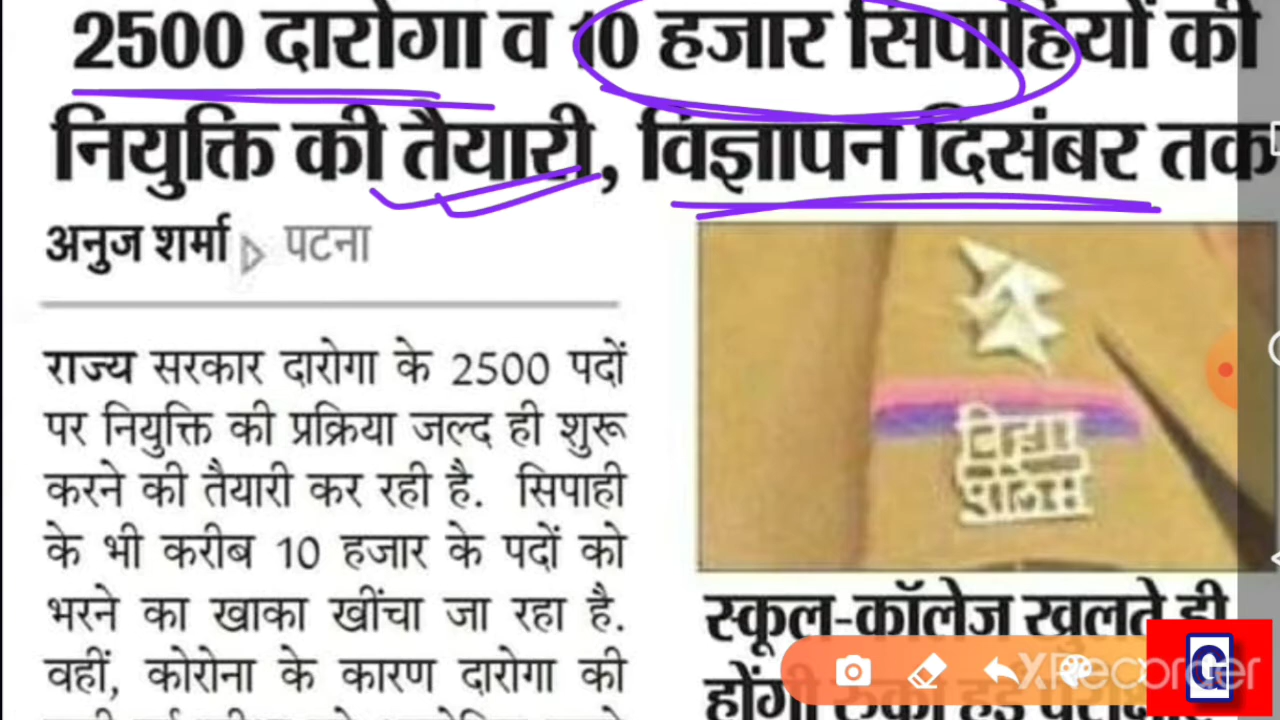 2500 दारोगा व 10 हजार सिपाहियों की
नियुक्ति की तैयारी, विज्ञापन दिसंबर तक
अनुज शर्मा ▷ पटना
राज्य सरकार दारोगा के 2500 पदों
पर नियुक्ति की प्रक्रिया जल्द ही शुरू
करने की तैयारी कर रही है. सिपाही
के भी करीब 10 हजार के पदों को
भरने का खाका खींचा जा रहा है.
वहीं, कोरोना के कारण दारोगा की
स्कूल-कॉलेज खुलते ही
होंगी
XRecorder
G